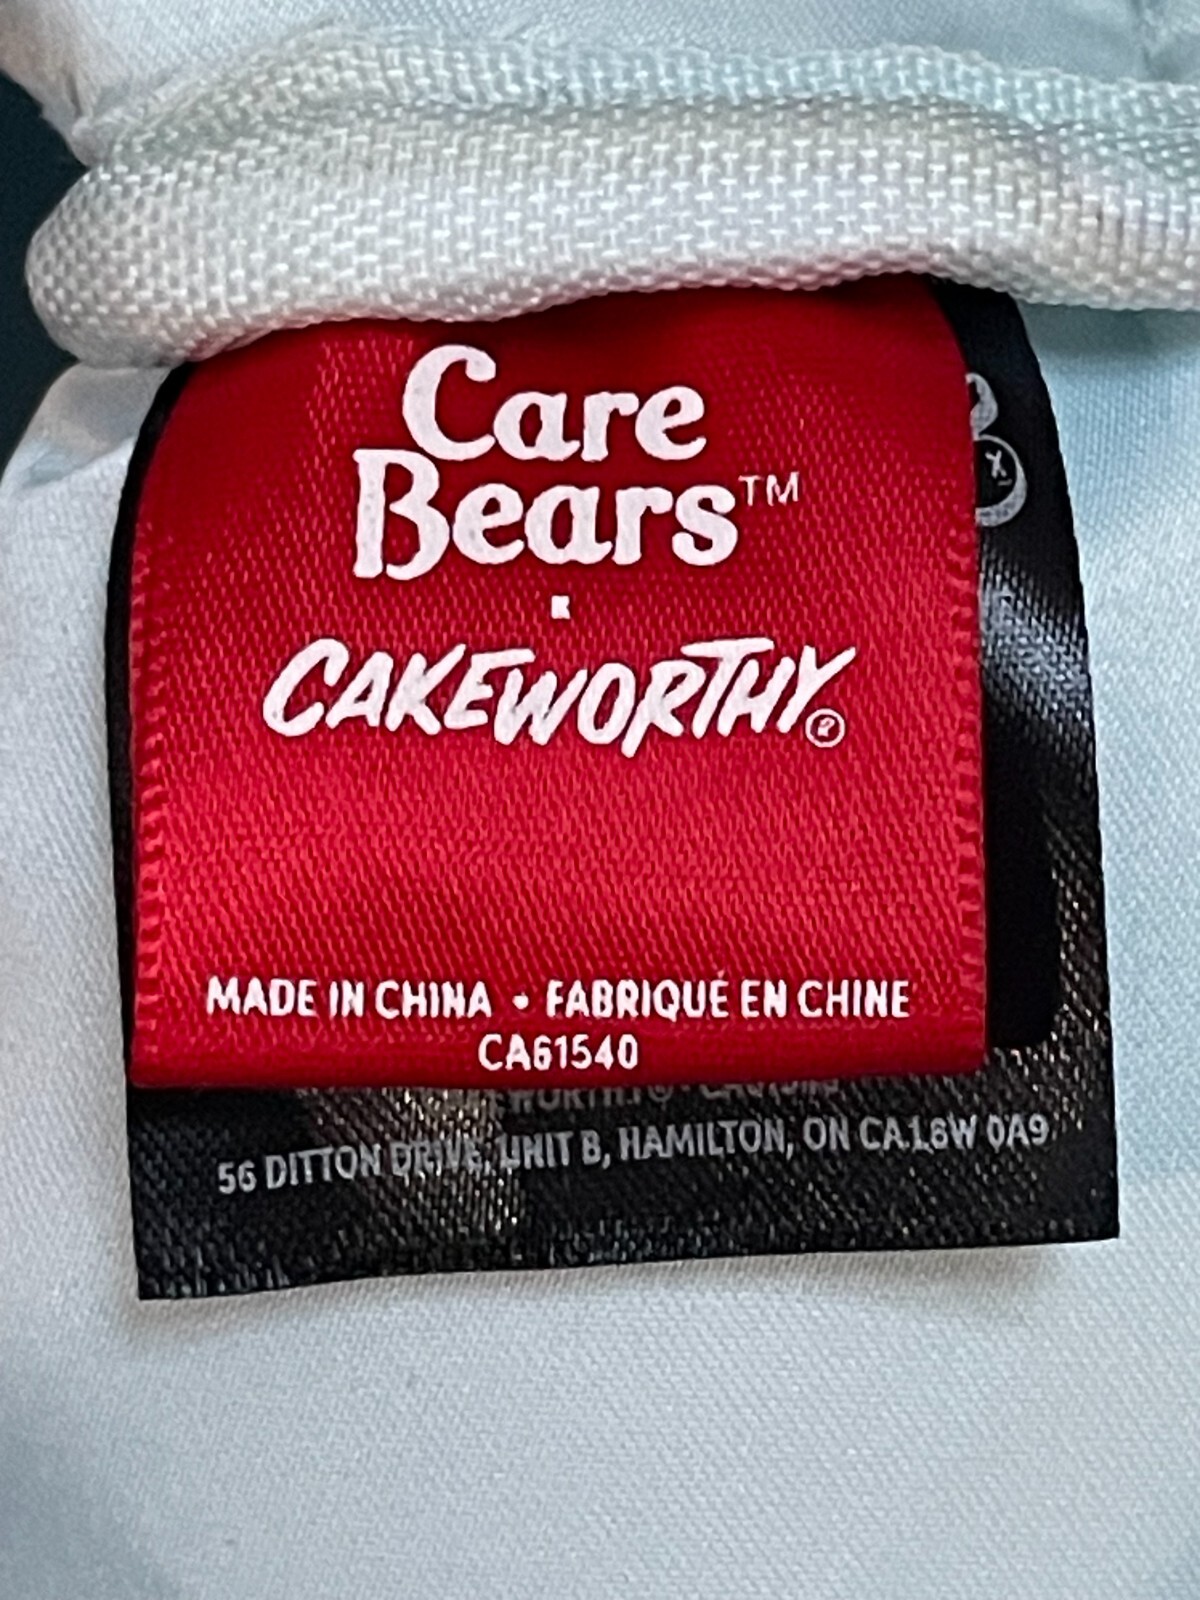 Care
Bears™
x
CAKEWORTHY®
MADE IN CHINA • FABRIQUÉ EN CHINE
CA61540
56 DITTON DRIVE, UNIT B, HAMILTON, ON CA L8W 0A9